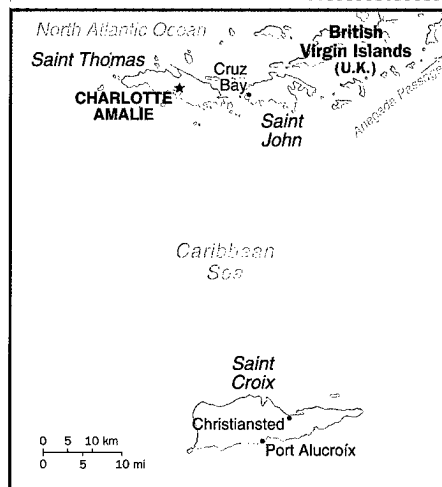 North Atlantic Ocean
British
Virgin Islands
(U.K.)
Saint Thomas
Cruz
Bay
CHARLOTTE
AMALIE
Saint
John
Anegada Passage
Caribbean
Sea
Saint
Croix
Christiansted
Port Alucroix
0 5 10 km
0 5 10 mi